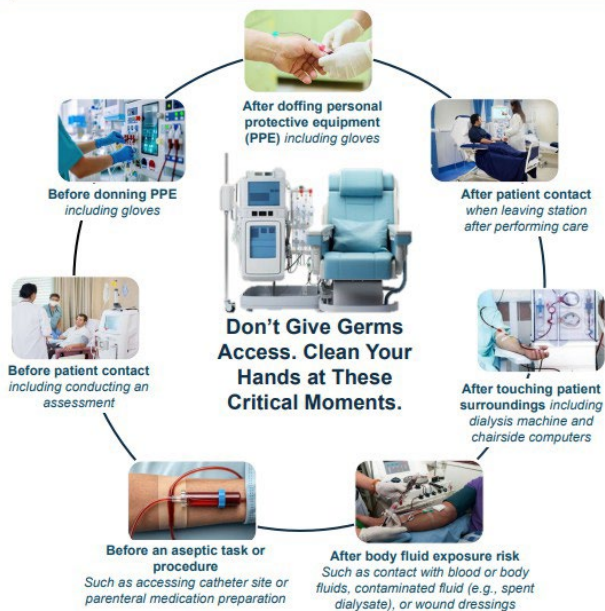 After doffing personal
protective equipment
(PPE) including gloves
Before donning PPE
including gloves
After patient contact
when leaving station
after performing care
Don't Give Germs
Access. Clean Your
Hands at These
Critical Moments.
Before patient contact
including conducting an
assessment
After touching patient
surroundings including
dialysis machine and
chairside computers
Before an aseptic task or
procedure
Such as accessing catheter site or
parenteral medication preparation
After body fluid exposure risk
Such as contact with blood or body
fluids, contaminated fluid (e.g., spent
dialysate), or wound dressings